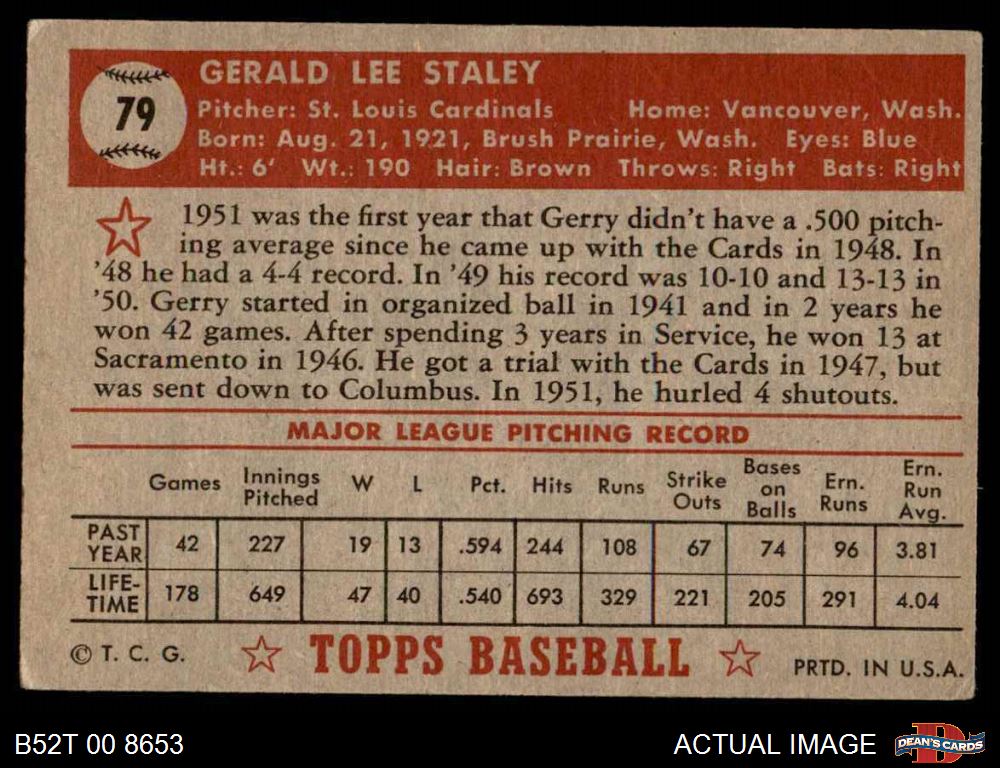 79
GERALD LEE STALEY
Pitcher: St. Louis Cardinals Home: Vancouver, Wash.
Born: Aug. 21, 1921, Brush Prairie, Wash. Eyes: Blue
Ht.: 6' Wt.: 190 Hair: Brown Throws: Right Bats: Right
1951 was the first year that Gerry didn't have a .500 pitch-
ing average since he came up with the Cards in 1948. In
'48 he had a 4-4 record. In '49 his record was 10-10 and 13-13 in
'50. Gerry started in organized ball in 1941 and in 2 years he
won 42 games. After spending 3 years in Service, he won 13 at
Sacramento in 1946. He got a trial with the Cards in 1947, but
was sent down to Columbus. In 1951, he hurled 4 shutouts.
MAJOR LEAGUE PITCHING RECORD
Games Innings Pitched W L Pct. Hits Runs Strike Outs Bases on Balls Ern. Runs Ern. Run Avg.
PAST YEAR 42 227 19 13 .594 244 108 67 74 96 3.81
LIFE-TIME 178 649 47 40 .540 693 329 221 205 291 4.04
© T. C. G. TOPPS BASEBALL PRTD. IN U.S.A.
B52T 00 8653 ACTUAL IMAGE DEAN'S CARDS